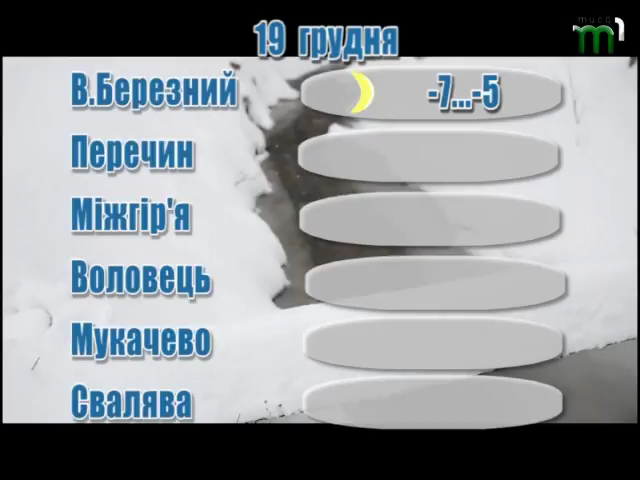 19 грудня
В.Березний -7...-5
Перечин
Міжгір'я
Воловець
Мукачево
Свалява